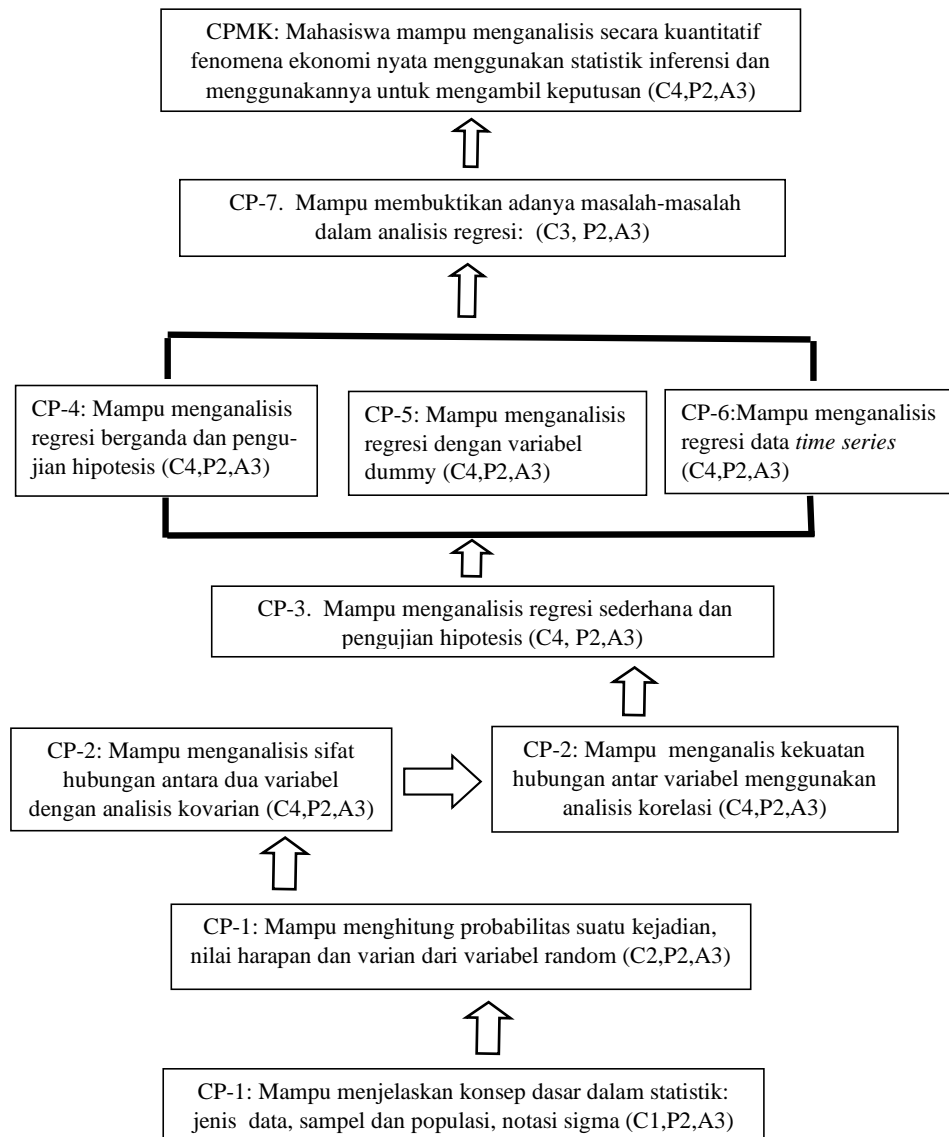 CPMK: Mahasiswa mampu menganalisis secara kuantitatif
fenomena ekonomi nyata menggunakan statistik inferensi dan
menggunakannya untuk mengambil keputusan (C4,P2,A3)
CP-7.  Mampu membuktikan adanya masalah-masalah
dalam analisis regresi:  (C3, P2,A3)
CP-4: Mampu menganalisis
regresi berganda dan pengu-
jian hipotesis (C4,P2,A3)
CP-5: Mampu menganalisis
regresi dengan variabel
dummy (C4,P2,A3)
CP-6:Mampu menganalisis
regresi data time series
(C4,P2,A3)
CP-3.  Mampu menganalisis regresi sederhana dan
pengujian hipotesis (C4, P2,A3)
CP-2: Mampu menganalisis sifat
hubungan antara dua variabel
dengan analisis kovarian (C4,P2,A3)
CP-2: Mampu  menganalis kekuatan
hubungan antar variabel menggunakan
analisis korelasi (C4,P2,A3)
CP-1: Mampu menghitung probabilitas suatu kejadian,
nilai harapan dan varian dari variabel random (C2,P2,A3)
CP-1: Mampu menjelaskan konsep dasar dalam statistik:
jenis  data, sampel dan populasi, notasi sigma (C1,P2,A3)